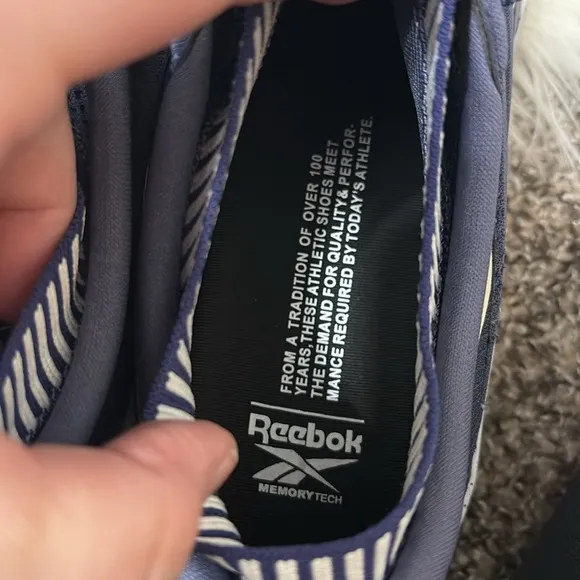 FROM A TRADITION OF OVER 100
YEARS, THESE ATHLETIC SHOES MEET
THE DEMAND FOR QUALITY & PERFOR-
MANCE REQUIRED BY TODAY'S ATHLETE.
Reebok
MEMORYTECH